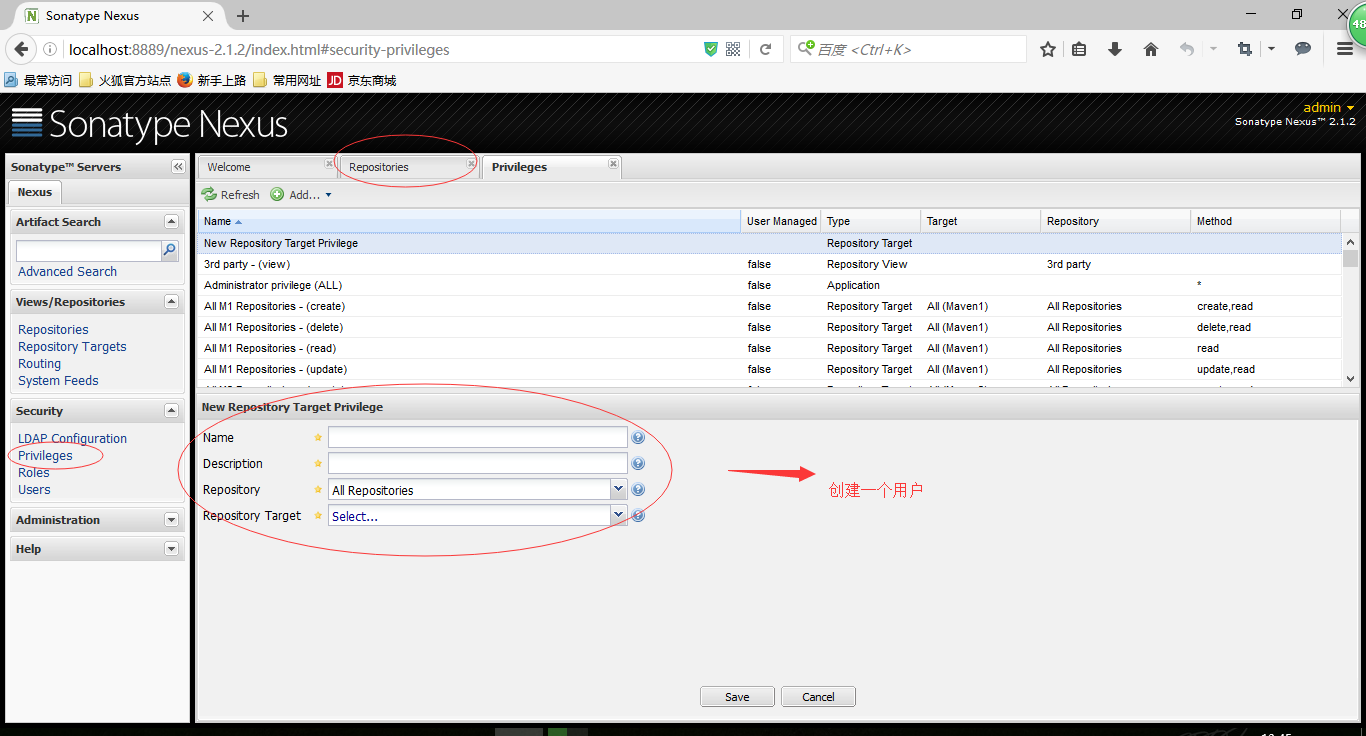 Sonatype Nexus
localhost:8889/nexus-2.1.2/index.html#security-privileges
百度 <Ctrl+K>
48
最常访问 火狐官方站点 新手上路 常用网址 JD 京东商城
Sonatype Nexus
admin
Sonatype Nexus™ 2.1.2
Sonatype™ Servers
Welcome Repositories Privileges
Nexus
Refresh Add...
Artifact Search
Advanced Search
Views/Repositories
Repositories
Repository Targets
Routing
System Feeds
Security
LDAP Configuration
Privileges
Roles
Users
Administration
Help
Name User Managed Type Target Repository Method
New Repository Target Privilege Repository Target
3rd party - (view) false Repository View 3rd party
Administrator privilege (ALL) false Application *
All M1 Repositories - (create) false Repository Target All (Maven1) All Repositories create,read
All M1 Repositories - (delete) false Repository Target All (Maven1) All Repositories delete,read
All M1 Repositories - (read) false Repository Target All (Maven1) All Repositories read
All M1 Repositories - (update) false Repository Target All (Maven1) All Repositories update,read
New Repository Target Privilege
Name
Description
Repository All Repositories
Repository Target Select...
创建一个用户
Save Cancel